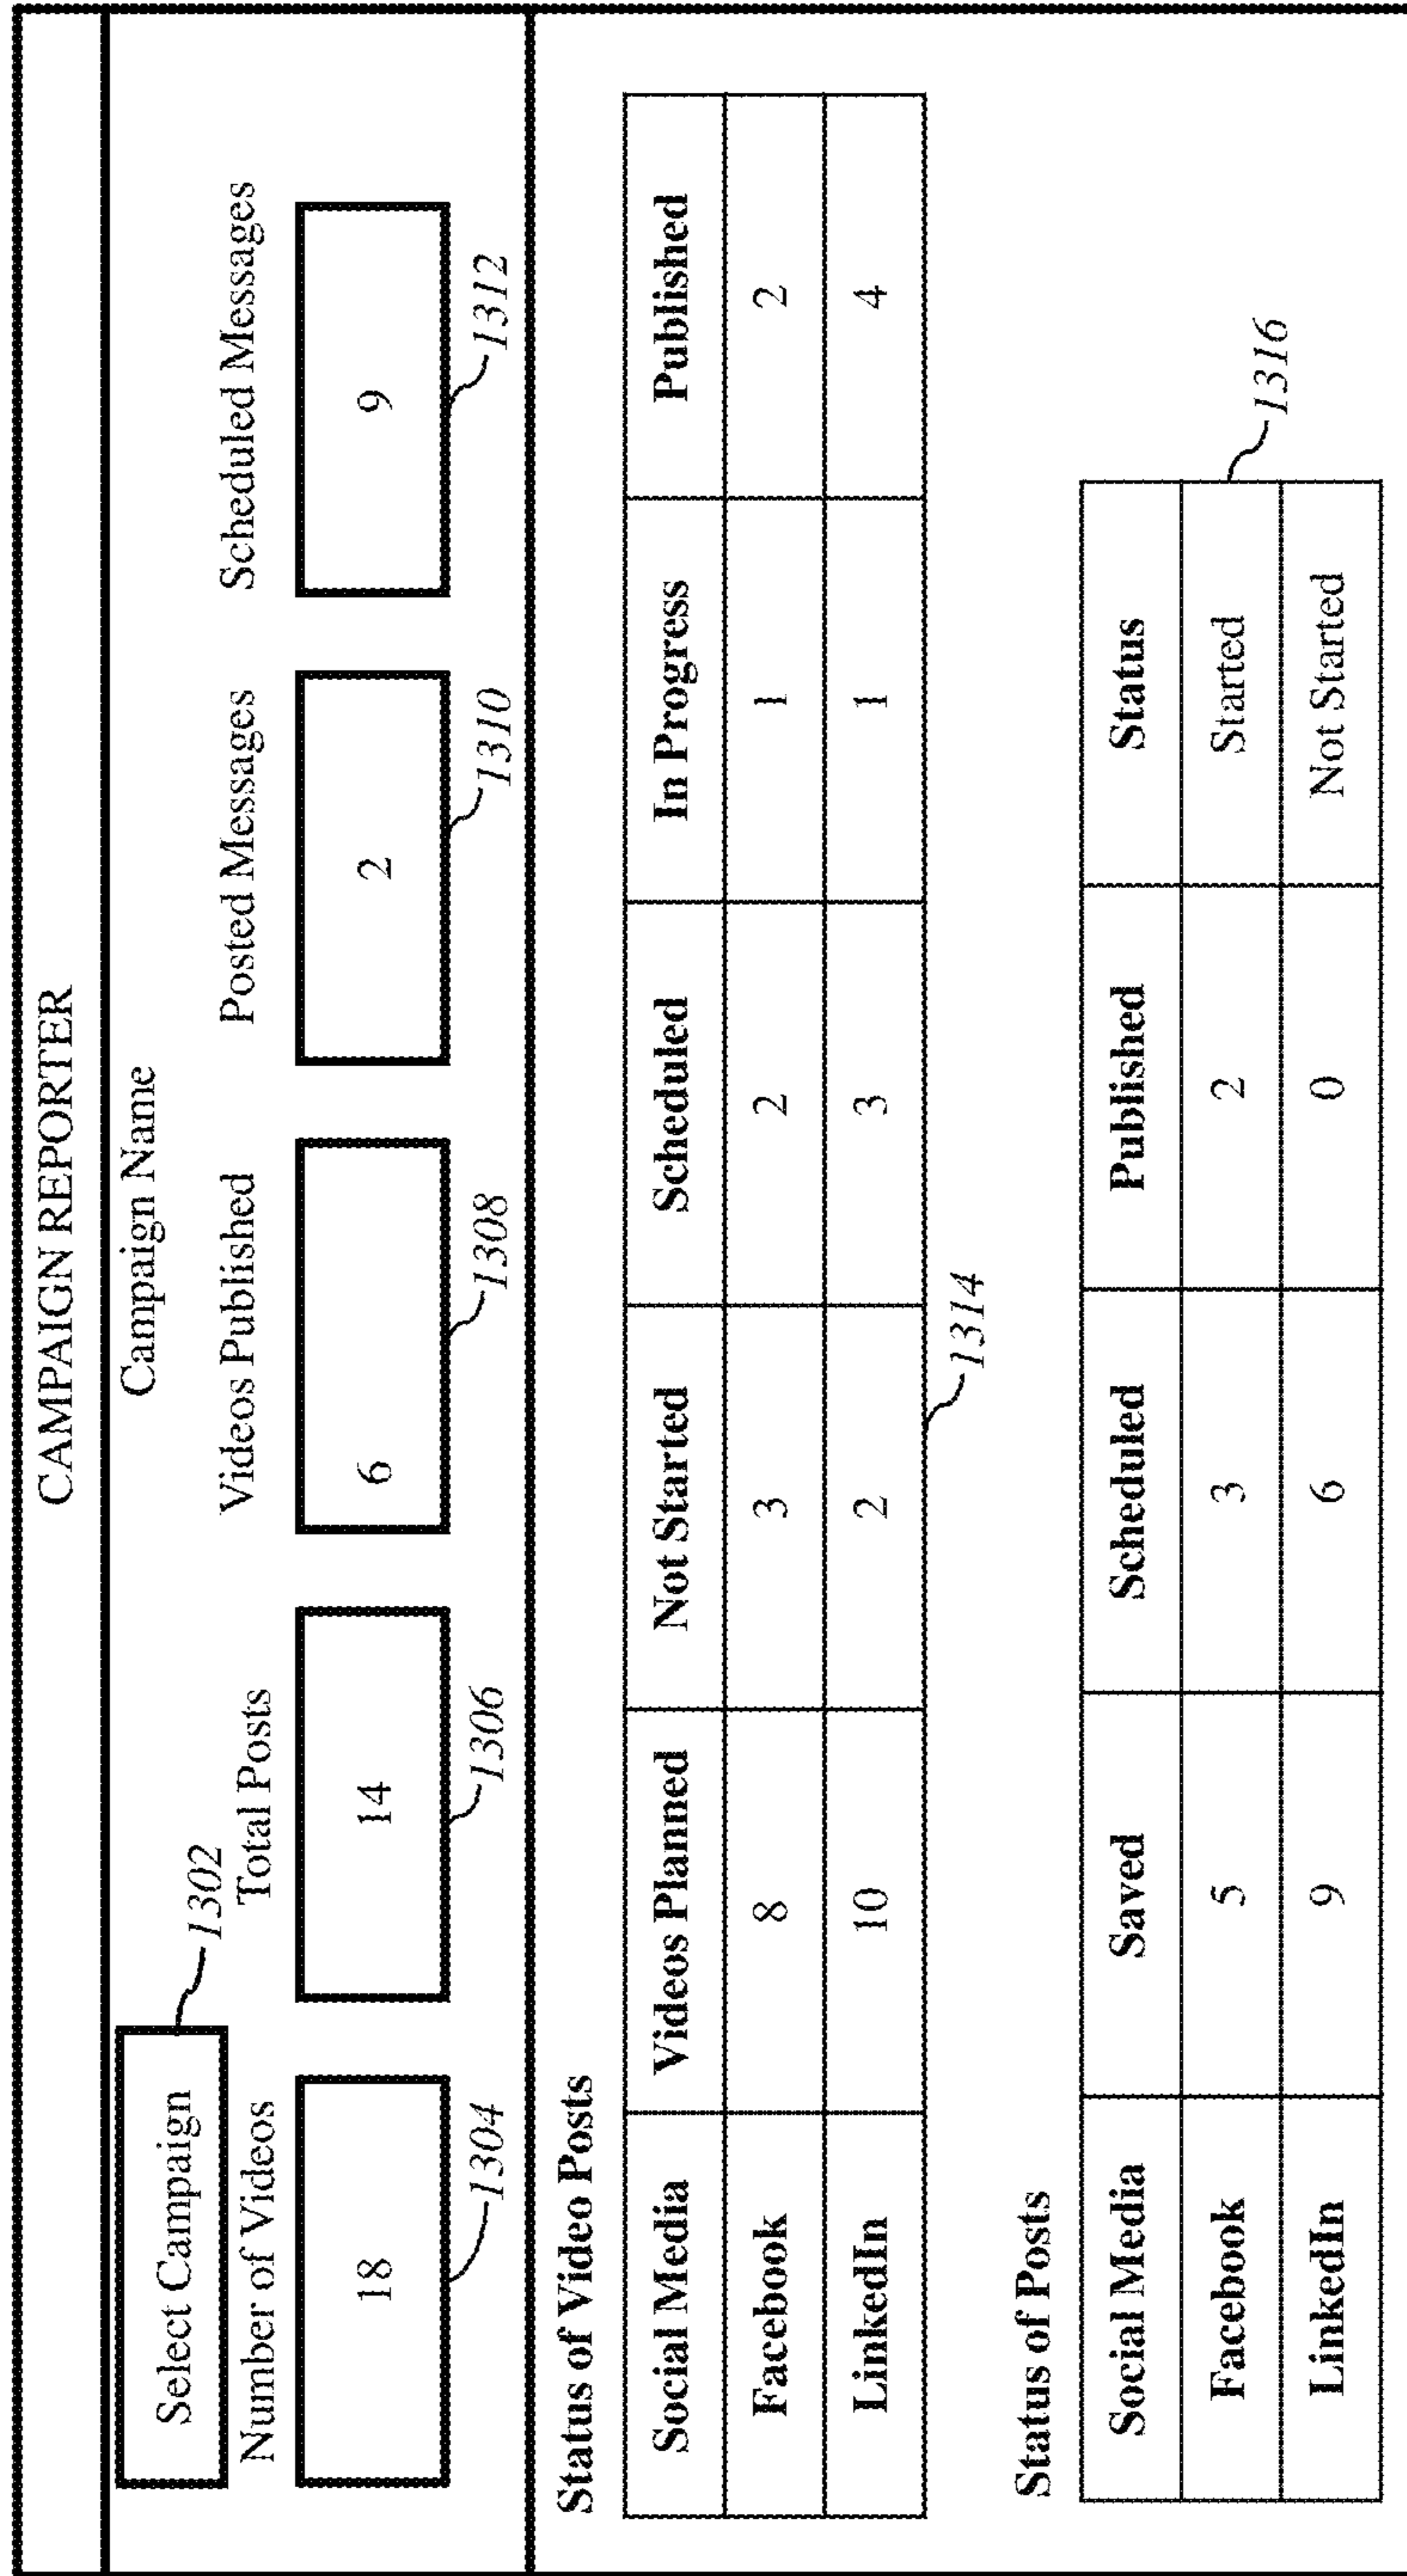 CAMPAIGN REPORTER
Select Campaign 1302 Campaign Name
Number of Videos Total Posts Videos Published Posted Messages Scheduled Messages
18 14 6 2 9
1304 1306 1308 1310 1312
Status of Video Posts
Social Media Videos Planned Not Started Scheduled In Progress Published
Facebook 8 3 2 1 2
LinkedIn 10 2 3 1 4
1314
Status of Posts
Social Media Saved Scheduled Published Status
Facebook 5 3 2 Started 1316
LinkedIn 9 6 0 Not Started